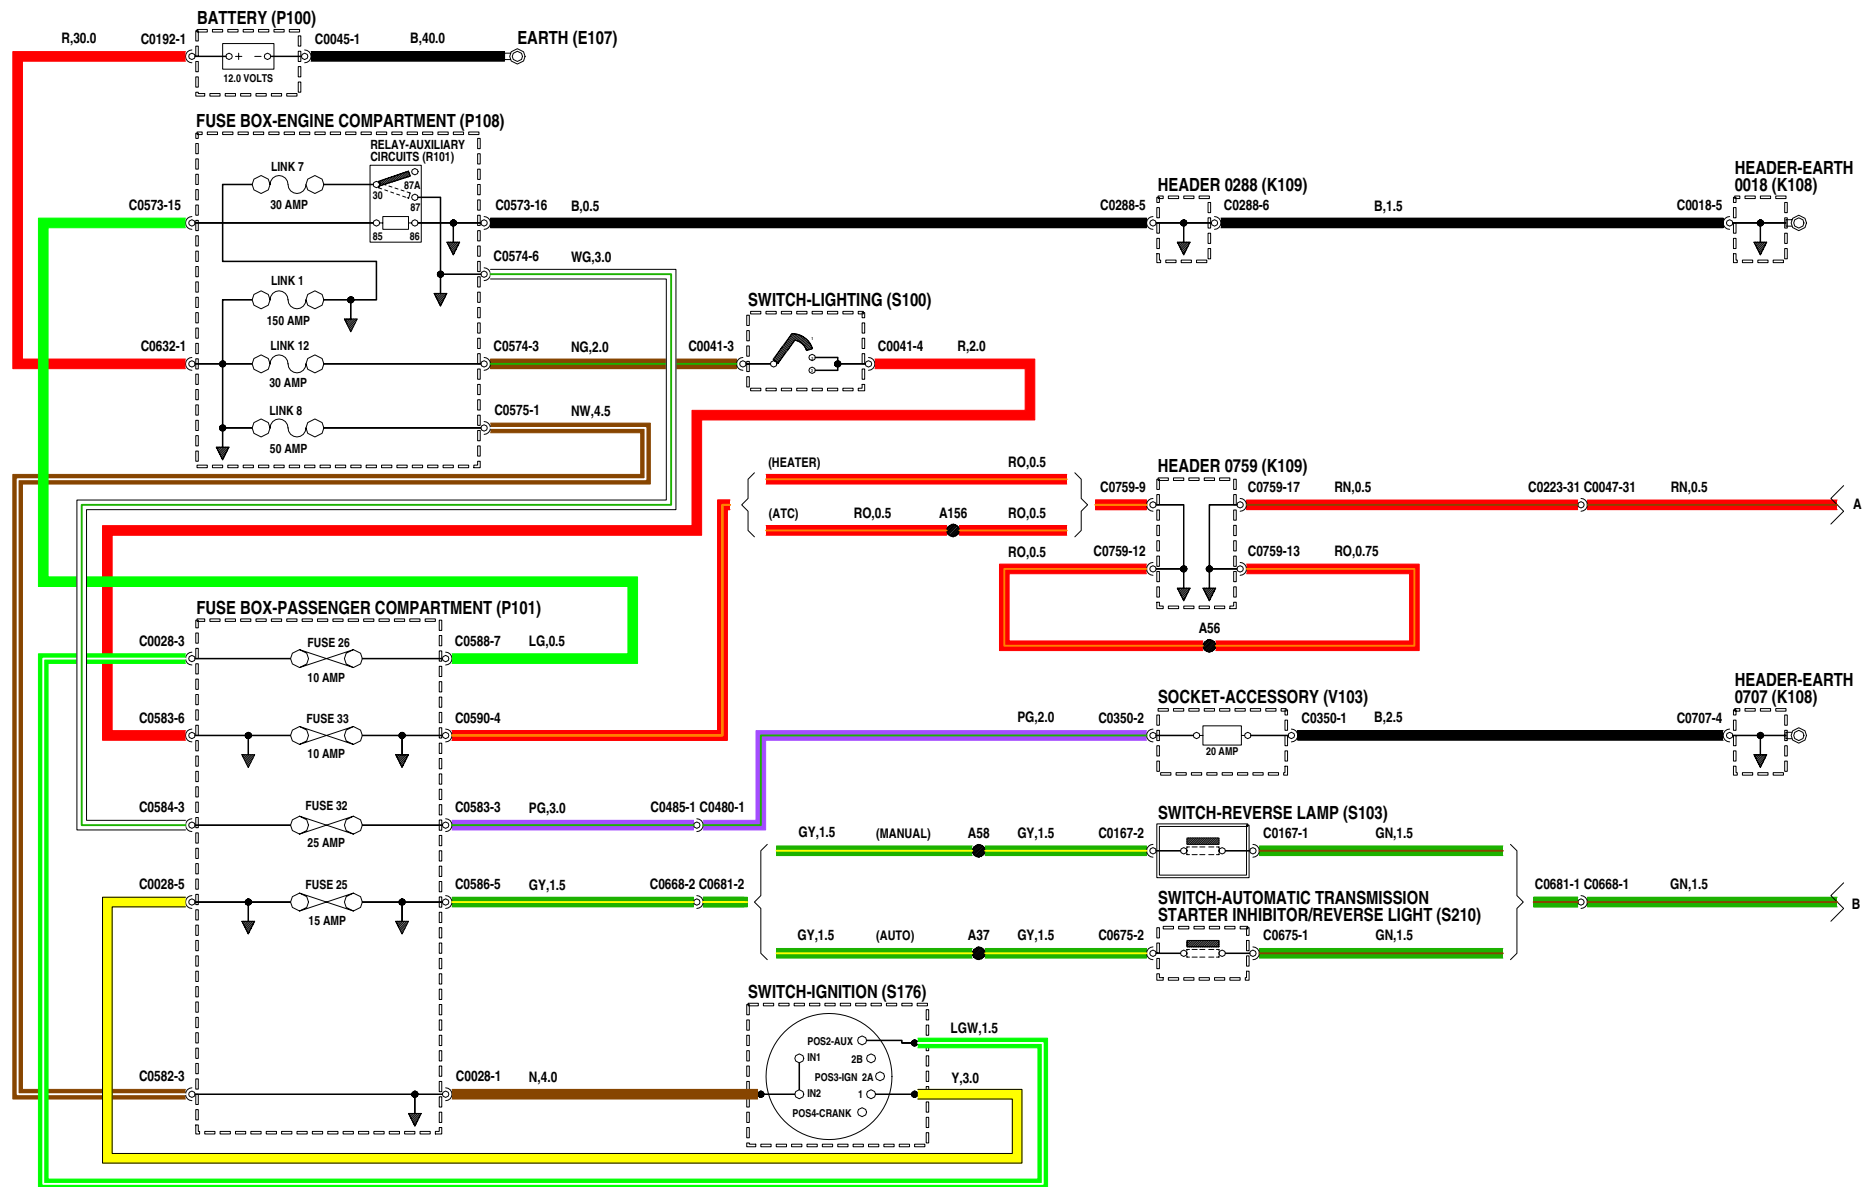 BATTERY (P100)
R,30.0
C0192-1
C0045-1
B,40.0
EARTH (E107)
+ −
12.0 VOLTS
FUSE BOX-ENGINE COMPARTMENT (P108)
RELAY-AUXILIARY
CIRCUITS (R101)
LINK 7
30 AMP
30
87A
87
85
86
C0573-15
C0573-16
B,0.5
C0288-5
HEADER 0288 (K109)
C0288-6
B,1.5
C0018-5
HEADER-EARTH
0018 (K108)
C0574-6
WG,3.0
LINK 1
150 AMP
SWITCH-LIGHTING (S100)
C0632-1
LINK 12
30 AMP
C0574-3
NG,2.0
C0041-3
C0041-4
R,2.0
LINK 8
50 AMP
C0575-1
NW,4.5
(HEATER)
RO,0.5
(ATC)
RO,0.5
A156
RO,0.5
C0759-9
HEADER 0759 (K109)
C0759-17
RN,0.5
C0223-31 C0047-31
RN,0.5
A
RO,0.5
C0759-12
C0759-13
RO,0.75
A56
FUSE BOX-PASSENGER COMPARTMENT (P101)
C0028-3
FUSE 26
10 AMP
C0588-7
LG,0.5
C0583-6
FUSE 33
10 AMP
C0590-4
PG,2.0
C0350-2
SOCKET-ACCESSORY (V103)
20 AMP
C0350-1
B,2.5
C0707-4
HEADER-EARTH
0707 (K108)
C0584-3
FUSE 32
25 AMP
C0583-3
PG,3.0
C0485-1 C0480-1
GY,1.5
(MANUAL)
A58
GY,1.5
C0167-2
SWITCH-REVERSE LAMP (S103)
C0167-1
GN,1.5
C0028-5
FUSE 25
15 AMP
C0586-5
GY,1.5
C0668-2 C0681-2
SWITCH-AUTOMATIC TRANSMISSION
STARTER INHIBITOR/REVERSE LIGHT (S210)
C0681-1 C0668-1
GN,1.5
B
GY,1.5
(AUTO)
A37
GY,1.5
C0675-2
C0675-1
GN,1.5
SWITCH-IGNITION (S176)
POS2-AUX
LGW,1.5
IN1
2B
POS3-IGN 2A
C0582-3
C0028-1
N,4.0
IN2
1
Y,3.0
POS4-CRANK